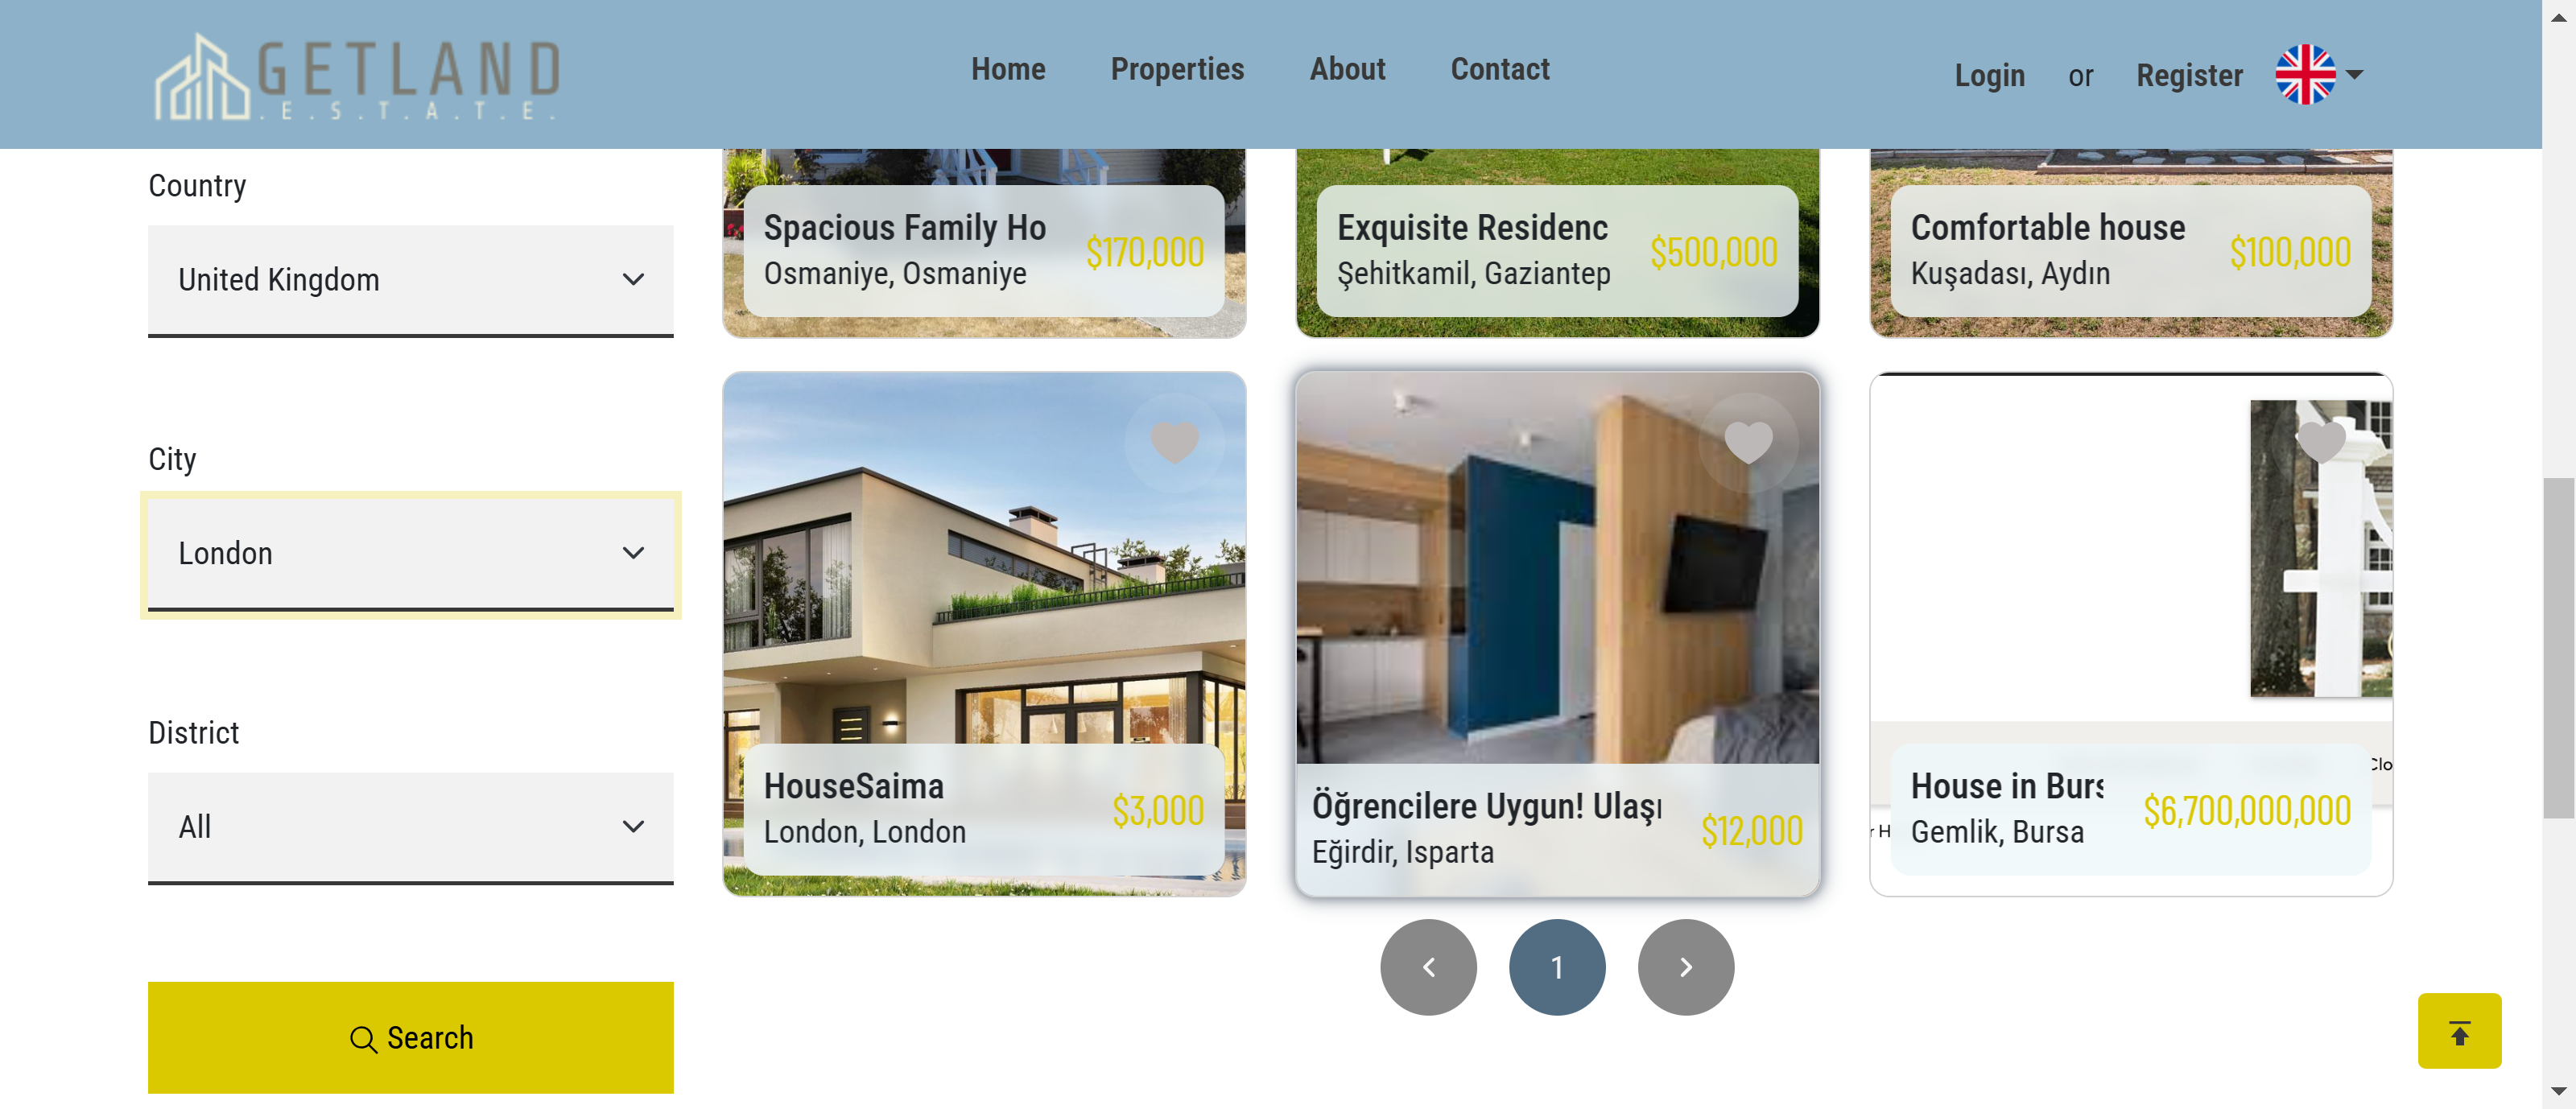 GETLAND
.E.S.T.A.T.E.
Home
Properties
About
Contact
Login
or
Register
Country
United Kingdom
City
London
District
All
Search
Spacious Family Ho
Osmaniye, Osmaniye
$170,000
Exquisite Residenc
Şehitkamil, Gaziantep
$500,000
Comfortable house
Kuşadası, Aydın
$100,000
HouseSaima
London, London
$3,000
Öğrencilere Uygun! Ulaşı
Eğirdir, Isparta
$12,000
Clo
r H
House in Burs
Gemlik, Bursa
$6,700,000,000
1